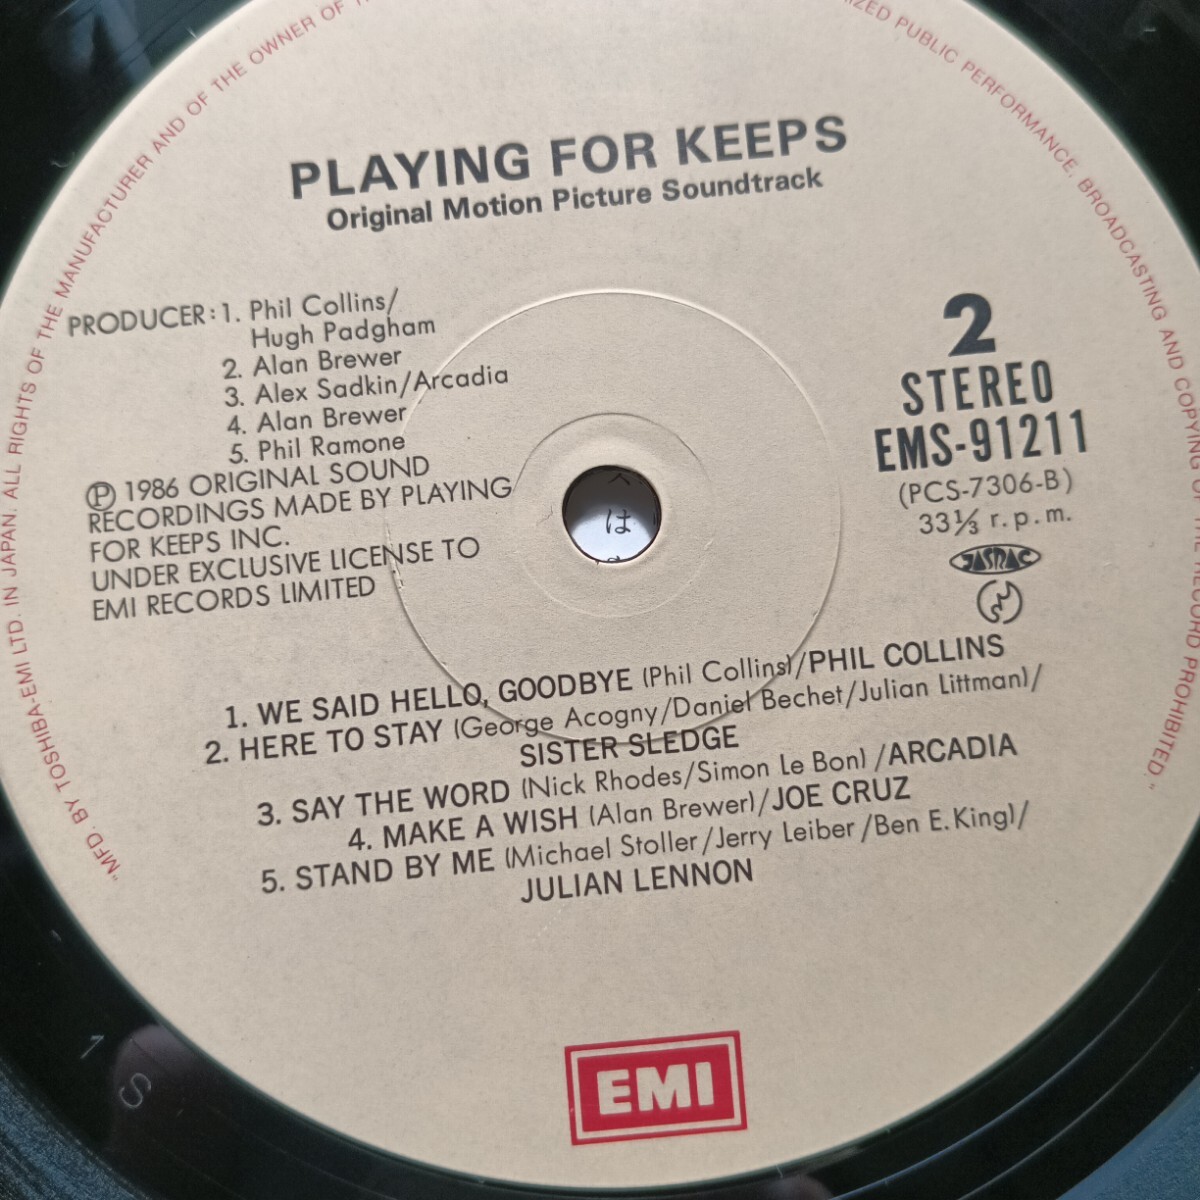 PLAYING FOR KEEPS
Original Motion Picture Soundtrack
PRODUCER: 1. Phil Collins/
Hugh Padgham
2. Alan Brewer
3. Alex Sadkin/Arcadia
4. Alan Brewer
5. Phil Ramone
Ⓟ 1986 ORIGINAL SOUND
RECORDINGS MADE BY PLAYING
FOR KEEPS INC.
UNDER EXCLUSIVE LICENSE TO
EMI RECORDS LIMITED
2
STEREO
EMS-91211
(PCS-7306-B)
33⅓ r.p.m.
JASRAC
は
1. WE SAID HELLO, GOODBYE (Phil Collins)/PHIL COLLINS
2. HERE TO STAY (George Acogny/Daniel Bechet/Julian Littman)/
SISTER SLEDGE
3. SAY THE WORD (Nick Rhodes/Simon Le Bon) /ARCADIA
4. MAKE A WISH (Alan Brewer)/JOE CRUZ
5. STAND BY ME (Michael Stoller/Jerry Leiber/Ben E. King)/
JULIAN LENNON
EMI
"MFD. BY TOSHIBA-EMI LTD. IN JAPAN. ALL RIGHTS OF THE MANUFACTURER AND OF THE OWNER OF
PUBLIC PERFORMANCE, BROADCASTING AND COPYING OF
RECORD PROHIBITED."
1 S